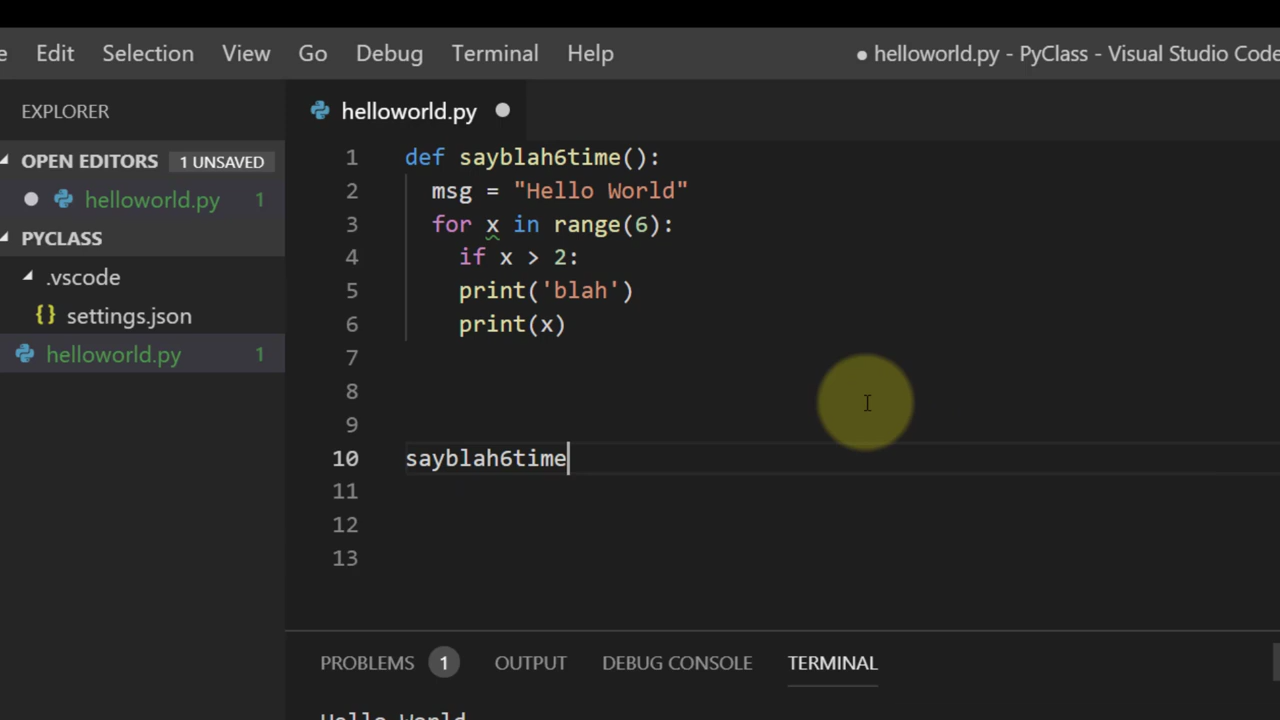 Edit Selection View Go Debug Terminal Help ● helloworld.py - PyClass - Visual Studio Code
EXPLORER
OPEN EDITORS 1 UNSAVED
helloworld.py 1
PYCLASS
.vscode
{} settings.json
helloworld.py 1
helloworld.py
1 def sayblah6time():
2 msg = "Hello World"
3 for x in range(6):
4 if x > 2:
5 print('blah')
6 print(x)
7
8
9
10 sayblah6time
11
12
13
PROBLEMS 1 OUTPUT DEBUG CONSOLE TERMINAL
Hello World